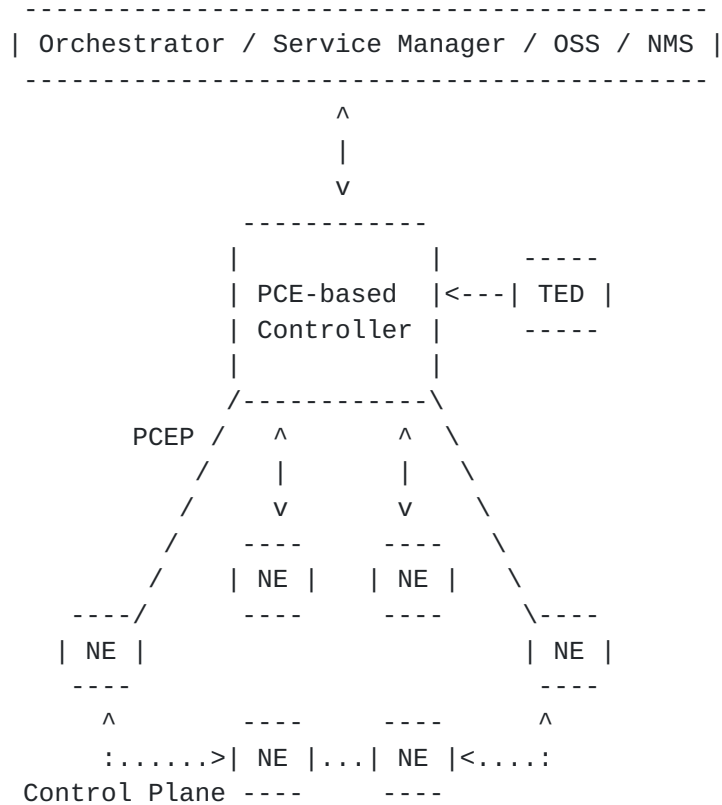 Orchestrator / Service Manager / OSS / NMS
PCE-based
TED
Controller
PCEP
NE NE
NE NE
NE NE
Control Plane